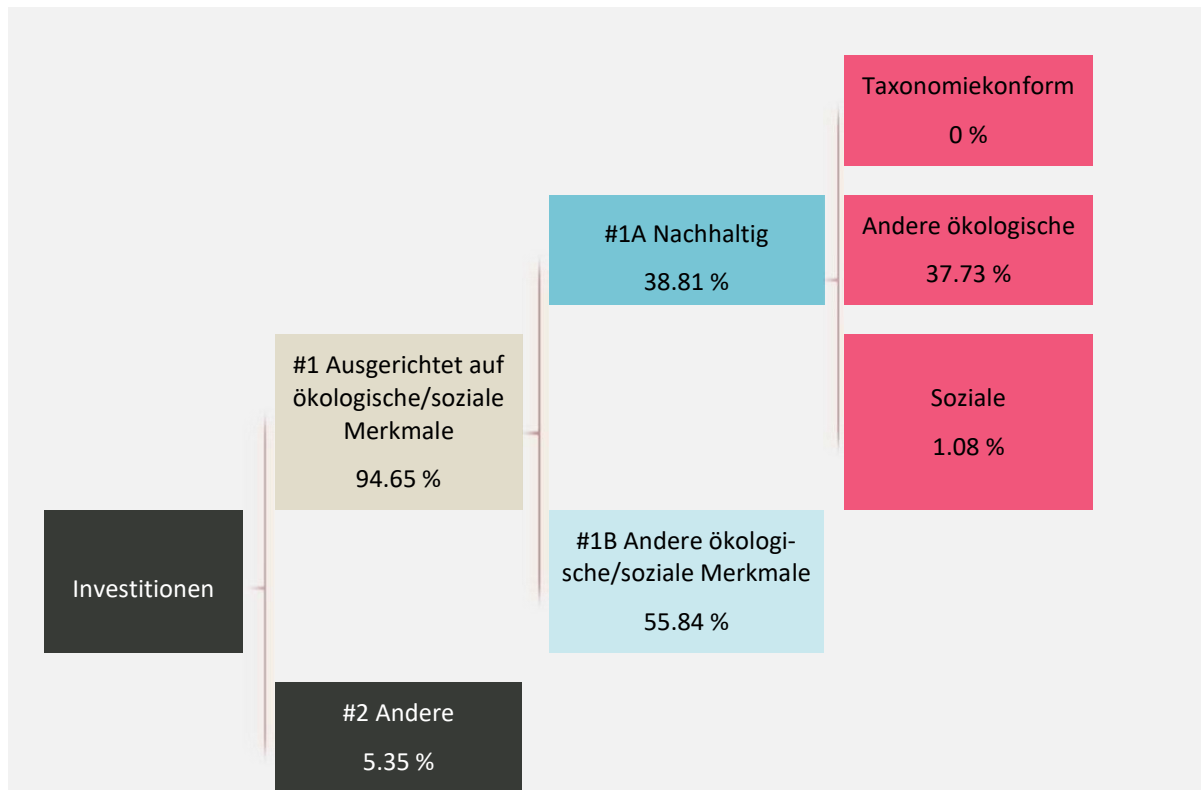 Investitionen
#1 Ausgerichtet auf
ökologische/soziale
Merkmale
94.65 %
#2 Andere
5.35 %
#1A Nachhaltig
38.81 %
#1B Andere ökologi-
sche/soziale Merkmale
55.84 %
Taxonomiekonform
0 %
Andere ökologische
37.73 %
Soziale
1.08 %